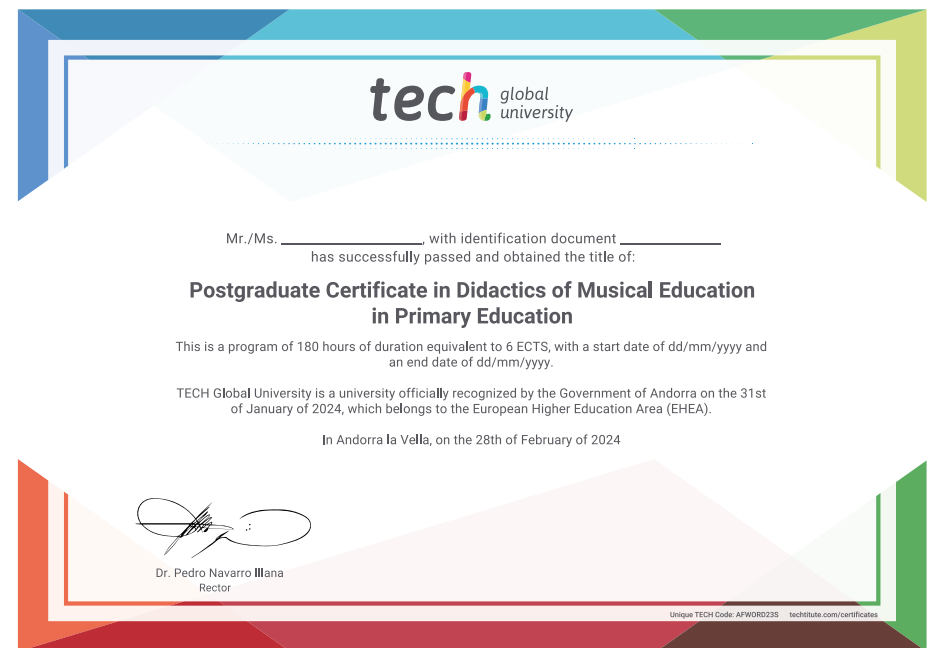 tech global
university
Mr./Ms. ____________________, with identification document ______________
has successfully passed and obtained the title of:
Postgraduate Certificate in Didactics of Musical Education
in Primary Education
This is a program of 180 hours of duration equivalent to 6 ECTS, with a start date of dd/mm/yyyy and
an end date of dd/mm/yyyy.
TECH Global University is a university officially recognized by the Government of Andorra on the 31st
of January of 2024, which belongs to the European Higher Education Area (EHEA).
In Andorra la Vella, on the 28th of February of 2024
Dr. Pedro Navarro Illana
Rector
Unique TECH Code: AFWORD23S techtitute.com/certificates